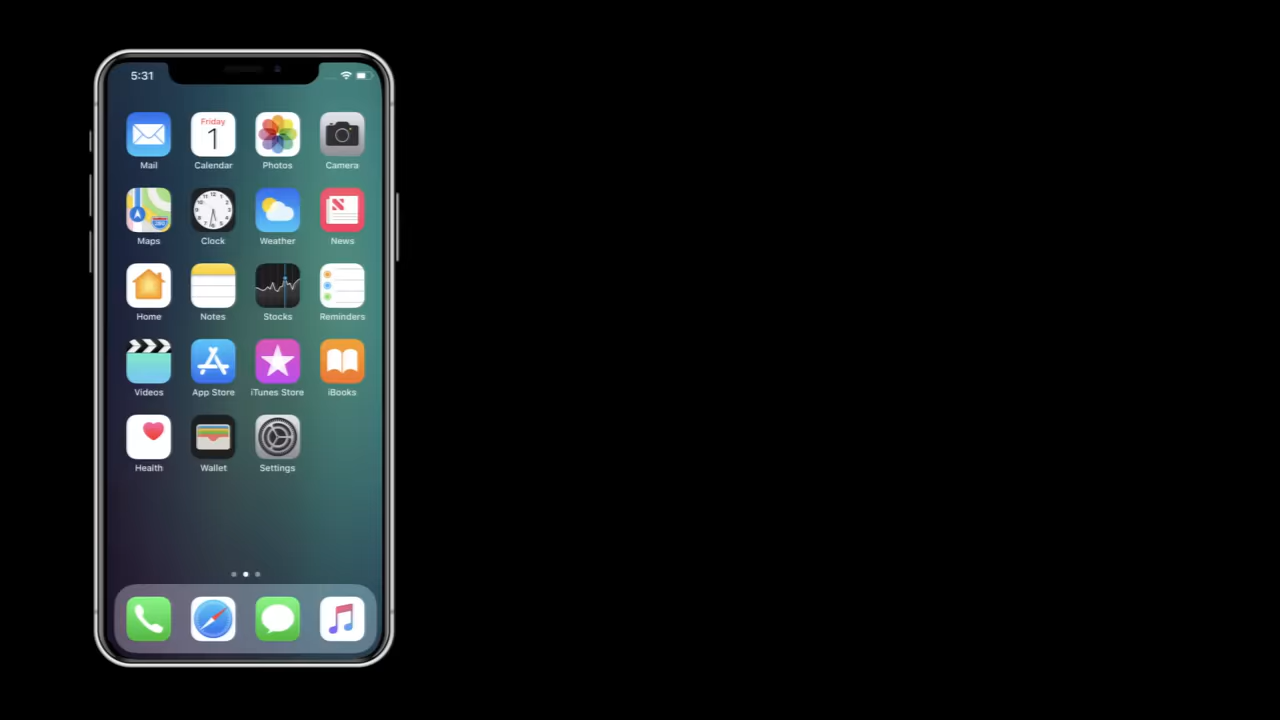 5:31
Friday
1
Mail Calendar Photos Camera
Maps Clock Weather News
Home Notes Stocks Reminders
Videos App Store iTunes Store iBooks
Health Wallet Settings